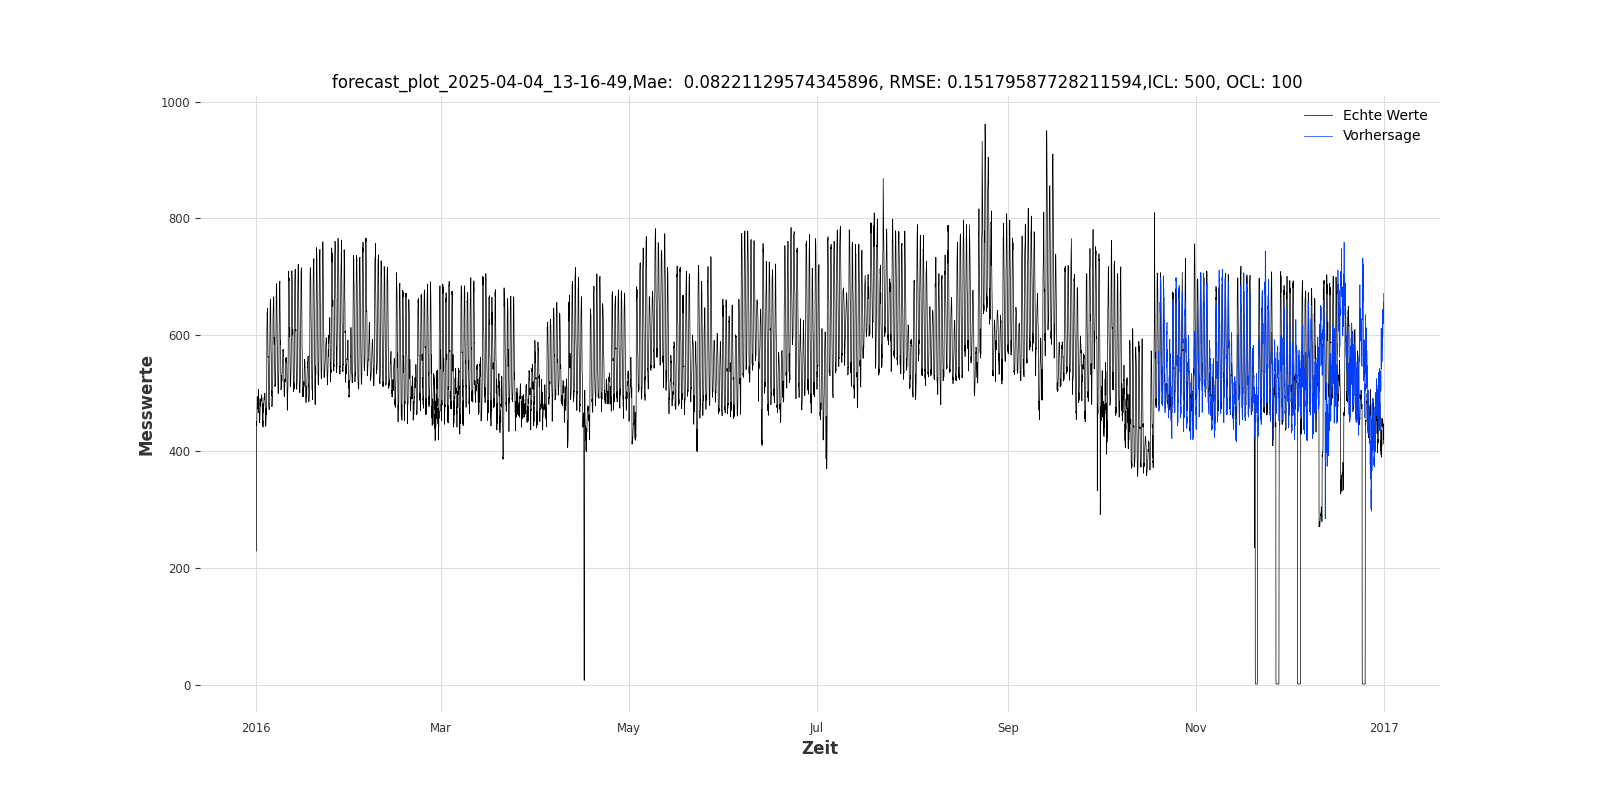 forecast_plot_2025-04-04_13-16-49,Mae:  0.08221129574345896, RMSE: 0.15179587728211594,ICL: 500, OCL: 100
1000
Echte Werte
Vorhersage
800
600
400
200
0
Messwerte
2016
Mar
May
Jul
Sep
Nov
2017
Zeit